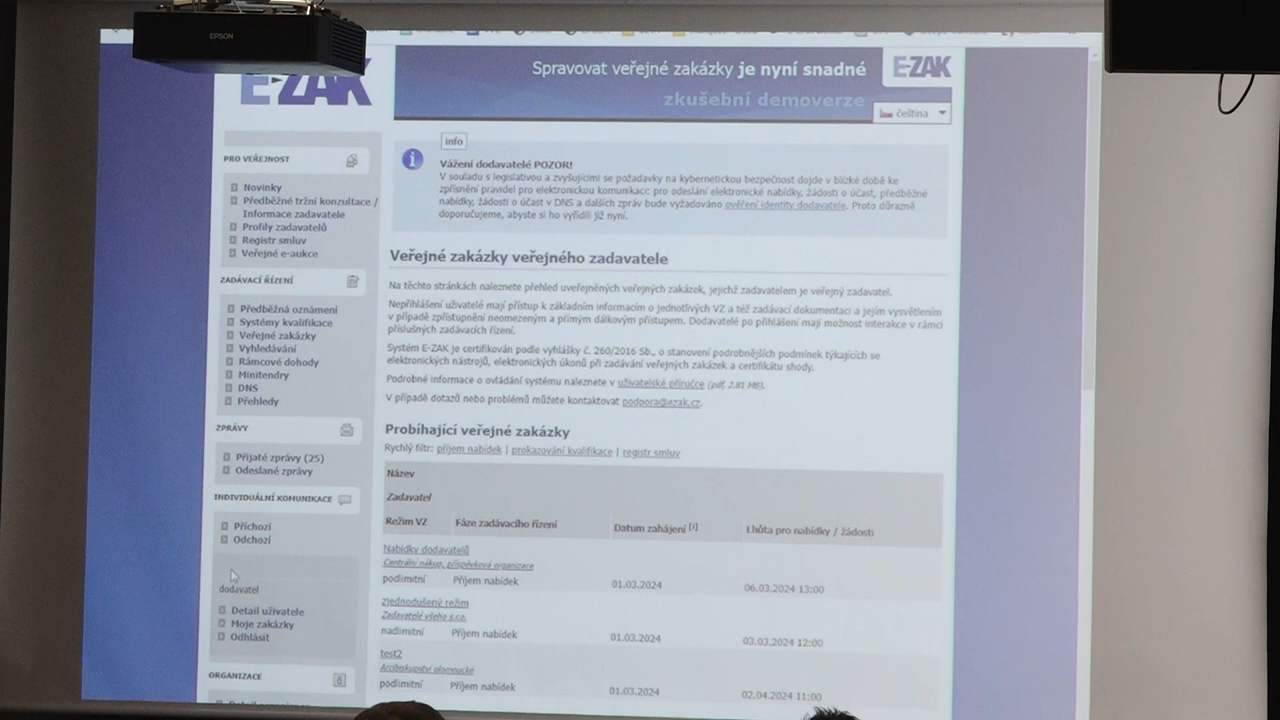 EPSON
E-ZAK
Spravovat veřejné zakázky je nyní snadné
E-ZAK
zkušební demoverze
čeština
PRO VEŘEJNOST
Novinky
Předběžné tržní konzultace /
Informace zadavatele
Profily zadavatelů
Registr smluv
Veřejné e-aukce
ZADÁVACÍ ŘÍZENÍ
Předběžná oznámení
Systémy kvalifikace
Veřejné zakázky
Vyhledávání
Rámcové dohody
Minitendry
DNS
Přehledy
ZPRÁVY
Přijaté zprávy (25)
Odeslané zprávy
INDIVIDUÁLNÍ KOMUNIKACE
Příchozí
Odchozí
dodavatel
Detail uživatele
Moje zakázky
Odhlásit
ORGANIZACE
info
Vážení dodavatelé POZOR!
V souladu s legislativou a zvyšujícími se požadavky na kybernetickou bezpečnost dojde v blízké době ke
zpřísnění pravidel pro elektronickou komunikaci: pro odeslání elektronické nabídky, žádosti o účast, předběžné
nabídky, žádosti o účast v DNS a dalších zpráv bude vyžadováno ověření identity dodavatele. Proto důrazně
doporučujeme, abyste si ho vyřídili již nyní.
Veřejné zakázky veřejného zadavatele
Na těchto stránkách naleznete přehled uveřejněných veřejných zakázek, jejichž zadavatelem je veřejný zadavatel.
Nepřihlášení uživatelé mají přístup k základním informacím o jednotlivých VZ a též zadávací dokumentaci a jejím vysvětlením
v případě zpřístupnění neomezeným a přímým dálkovým přístupem. Dodavatelé po přihlášení mají možnost interakce v rámci
příslušných zadávacích řízení.
Systém E-ZAK je certifikován podle vyhlášky č. 260/2016 Sb., o stanovení podrobnějších podmínek týkajících se
elektronických nástrojů, elektronických úkonů při zadávání veřejných zakázek a certifikátu shody.
Podrobné informace o ovládání systému naleznete v uživatelské příručce (pdf, 2.81 MB).
V případě dotazů nebo problémů můžete kontaktovat podpora@ezak.cz.
Probíhající veřejné zakázky
Rychlý filtr: příjem nabídek | prokazování kvalifikace | registr smluv
Název
Zadavatel
Režim VZ Fáze zadávacího řízení Datum zahájení [i] Lhůta pro nabídky / žádosti
Nabídky dodavatelů
Centrální nákup, příspěvková organizace
podlimitní Příjem nabídek 01.03.2024 06.03.2024 13:00
zjednodušený režim
Zadavatelé všeho s.r.o.
nadlimitní Příjem nabídek 01.03.2024 03.03.2024 12:00
test2
Arcibiskupství olomoucké
podlimitní Příjem nabídek 01.03.2024 02.04.2024 11:00